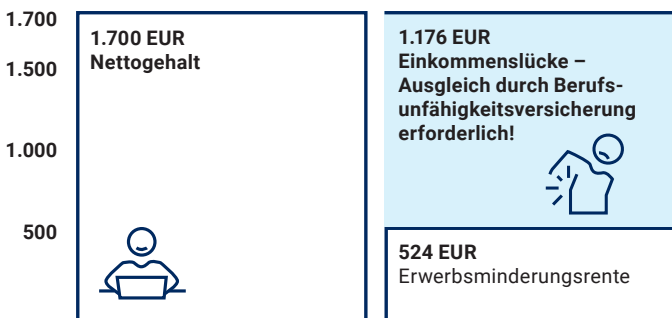 1.700
1.500
1.000
500
1.700 EUR
Nettogehalt
1.176 EUR
Einkommenslücke –
Ausgleich durch Berufs-
unfähigkeitsversicherung
erforderlich!
524 EUR
Erwerbsminderungsrente